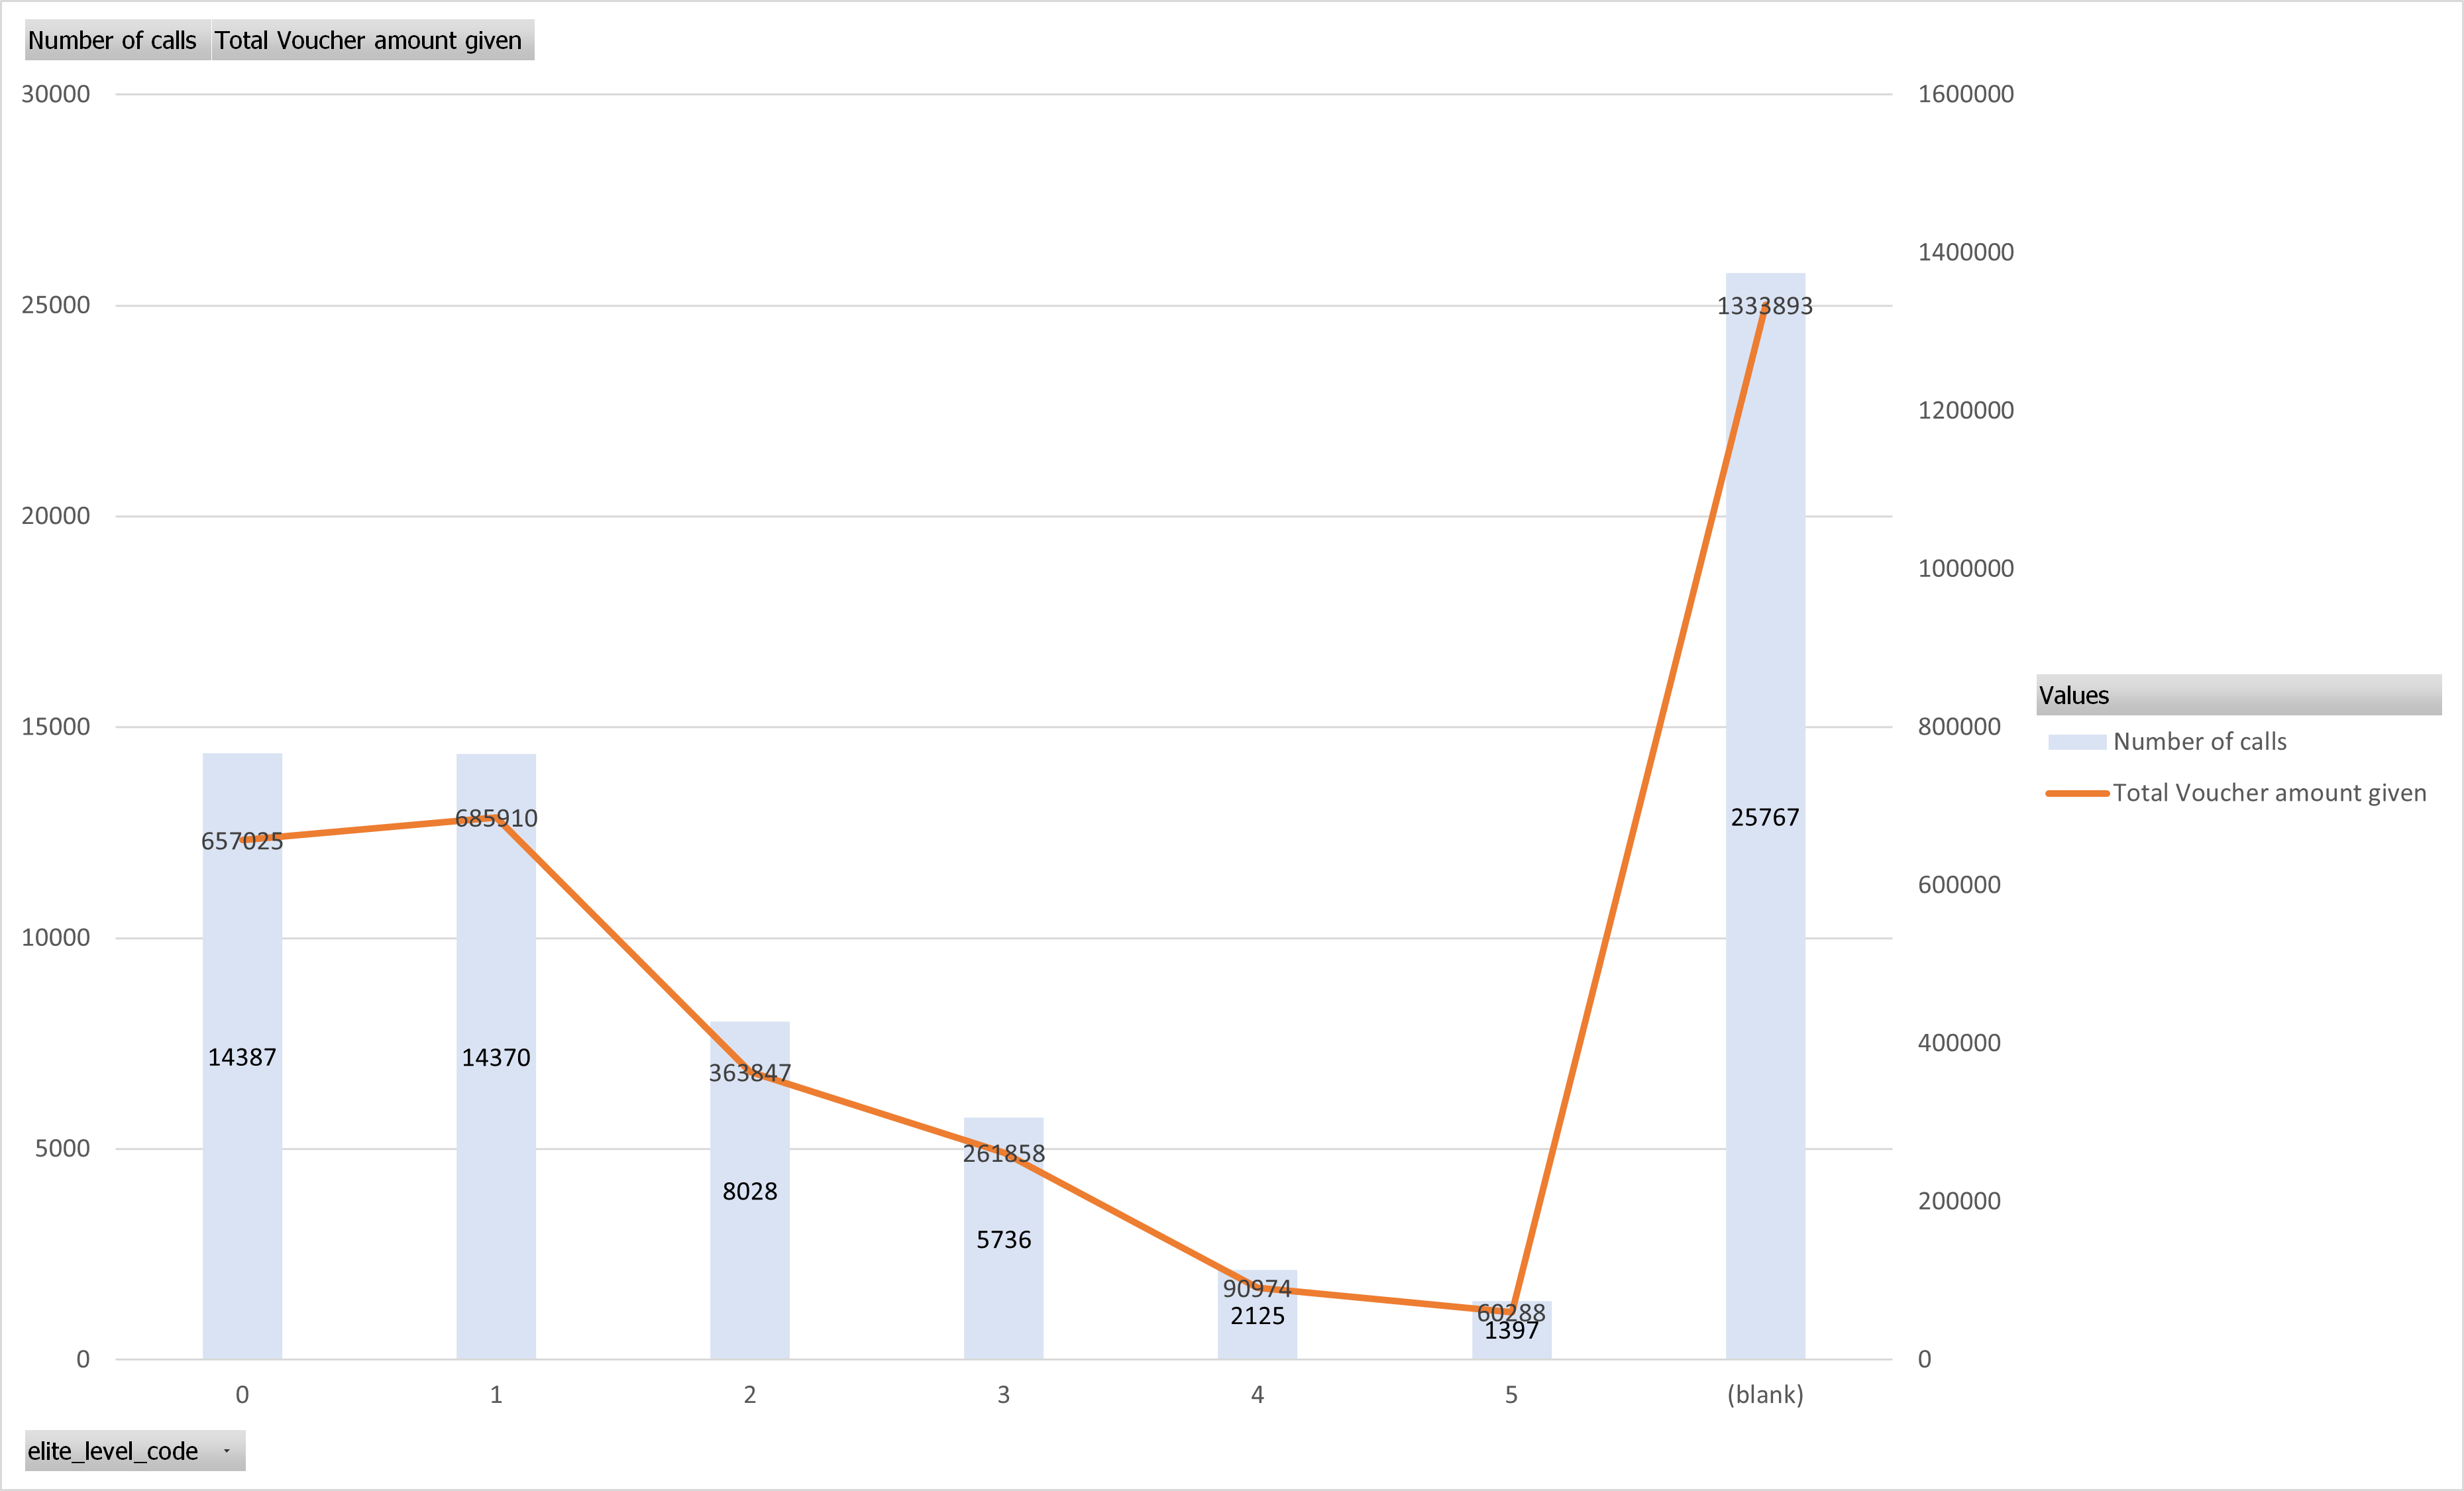 Number of calls Total Voucher amount given
30000 1600000
1400000
25000 1333893
1200000
20000
1000000
Values
15000 800000
Number of calls
Total Voucher amount given
657025 685910 25767
600000
10000
14387 14370 363847 400000
5000 261858
8028 200000
5736
90974 60288
2125 1397
0 0
0 1 2 3 4 5 (blank)
elite_level_code